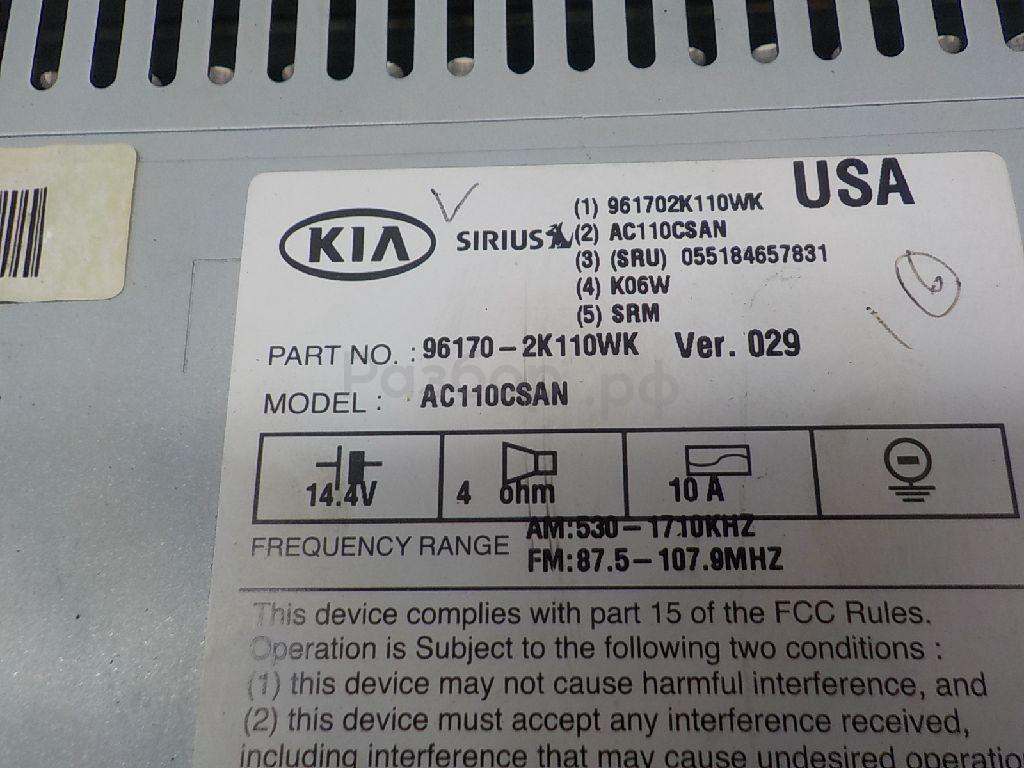 USA
KIA SIRIUS
(1) 961702K110WK
(2) AC110CSAN
(3) (SRU) 055184657831
(4) K06W
(5) SRM
PART NO. : 96170-2K110WK Ver. 029
Разбор.рф
MODEL : AC110CSAN
14.4V 4 ohm 10 A
FREQUENCY RANGE AM:530-1710KHZ
FM:87.5-107.9MHZ
This device complies with part 15 of the FCC Rules.
Operation is Subject to the following two conditions :
(1) this device may not cause harmful interference, and
(2) this device must accept any interference received,
including interference that may cause undesired operation